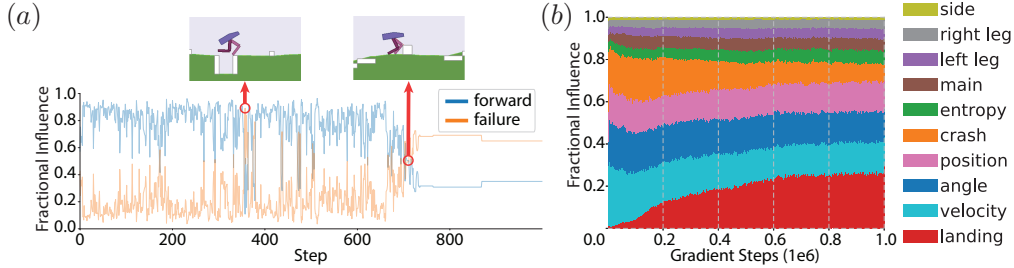 (a)
Fractional Influence
1.0
0.8
0.6
0.4
0.2
0.0
0
200
400
600
800
Step
forward
failure
(b)
Fractional Influence
1.0
0.8
0.6
0.4
0.2
0.0
0.2
0.4
0.6
0.8
1.0
Gradient Steps (1e6)
side
right leg
left leg
main
entropy
crash
position
angle
velocity
landing